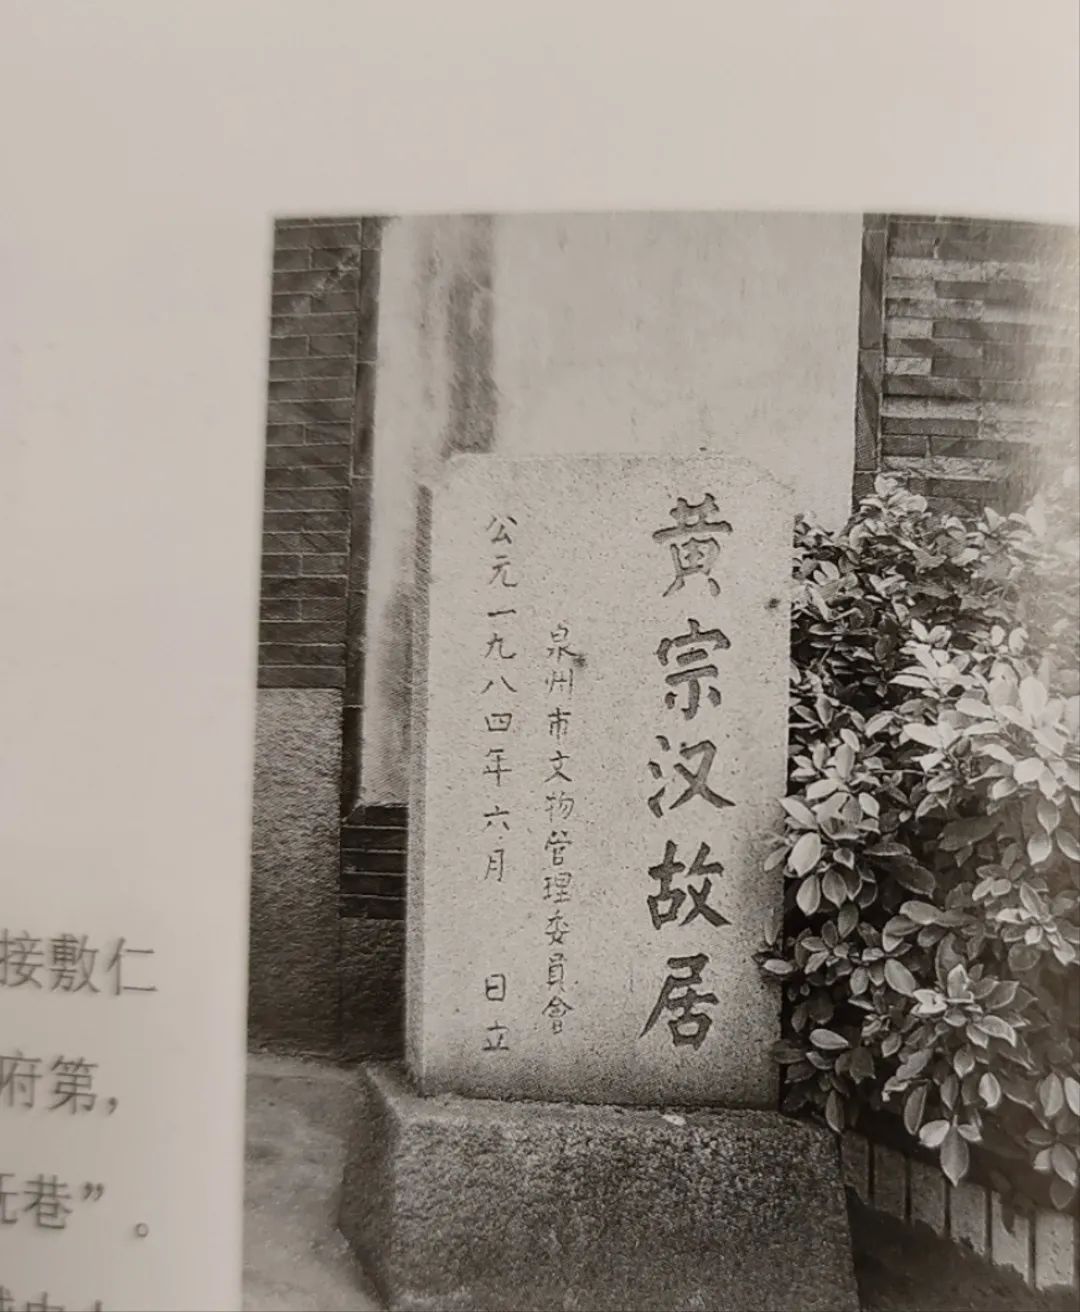 黄宗汉故居
泉州市文物管理委員會
公元一九八四年六月 日立
接敷仁
府第，
巷”。